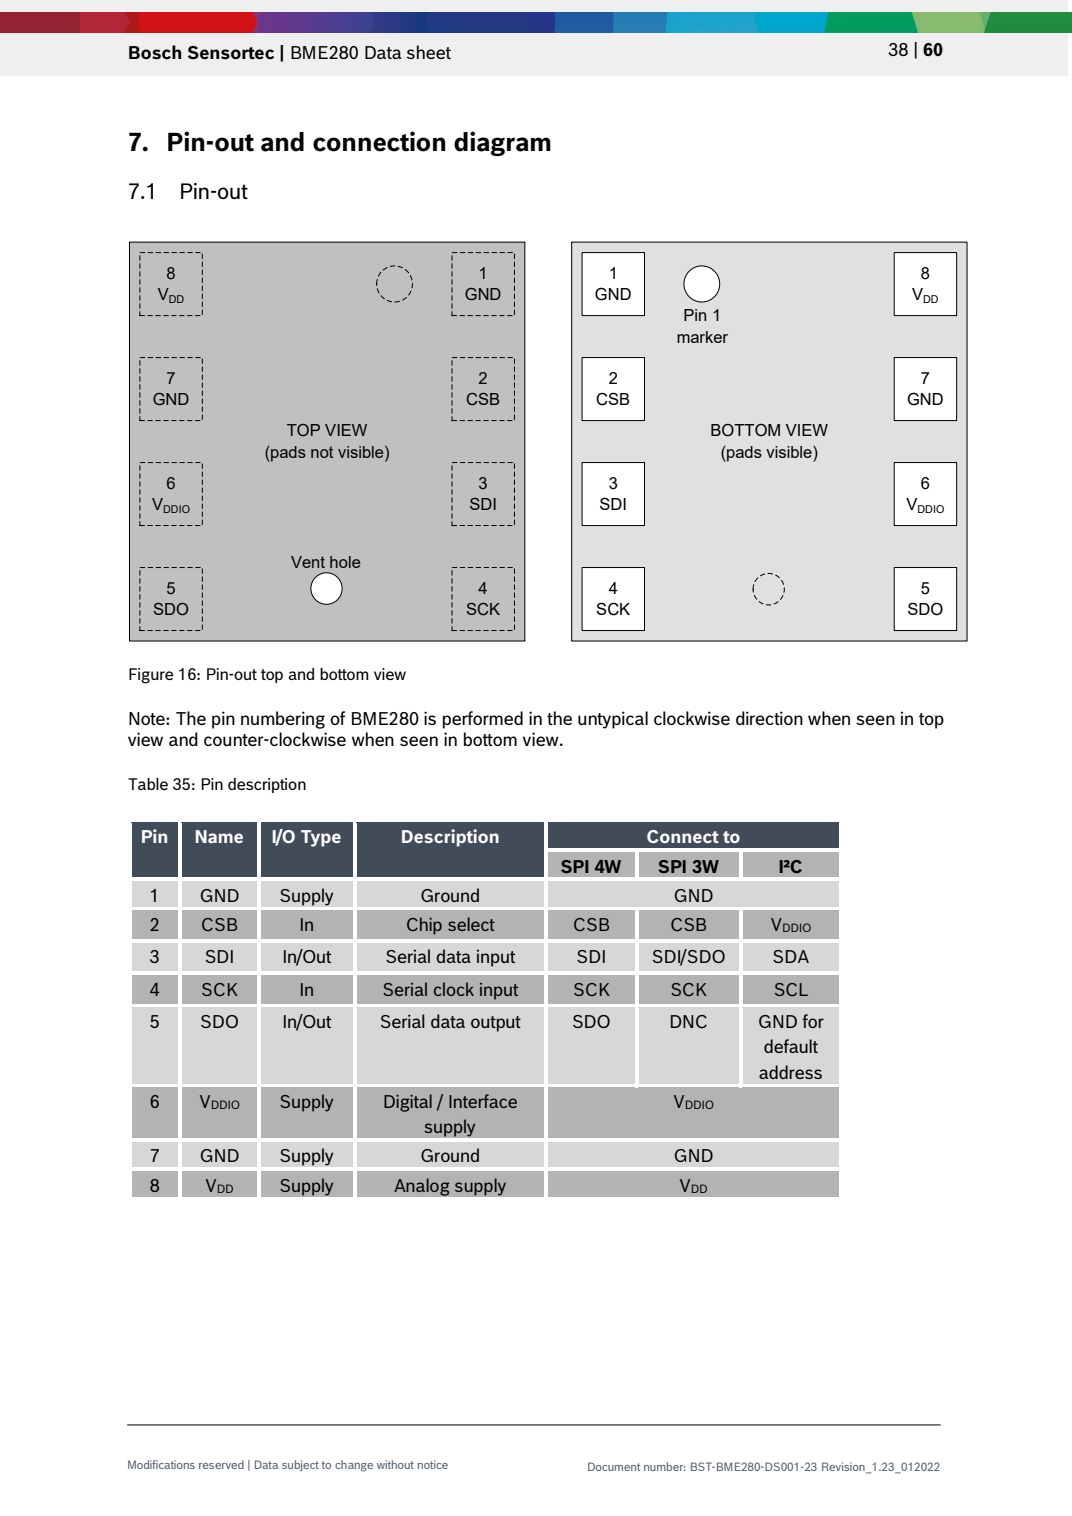 Bosch Sensortec | BME280 Data sheet 38 | 60
7. Pin-out and connection diagram
7.1 Pin-out
8 1 1 8
VDD GND GND VDD
Pin 1
marker
7 2 2 7
GND CSB CSB GND
TOP VIEW BOTTOM VIEW
(pads not visible) (pads visible)
6 3 3 6
VDDIO SDI SDI VDDIO
Vent hole
5 4 4 5
SDO SCK SCK SDO
Figure 16: Pin-out top and bottom view
Note: The pin numbering of BME280 is performed in the untypical clockwise direction when seen in top
view and counter-clockwise when seen in bottom view.
Table 35: Pin description
Pin Name I/O Type Description Connect to
SPI 4W SPI 3W I²C
1 GND Supply Ground GND
2 CSB In Chip select CSB CSB VDDIO
3 SDI In/Out Serial data input SDI SDI/SDO SDA
4 SCK In Serial clock input SCK SCK SCL
5 SDO In/Out Serial data output SDO DNC GND for
default
address
6 VDDIO Supply Digital / Interface VDDIO
supply
7 GND Supply Ground GND
8 VDD Supply Analog supply VDD
Modifications reserved | Data subject to change without notice Document number: BST-BME280-DS001-23 Revision_1.23_012022